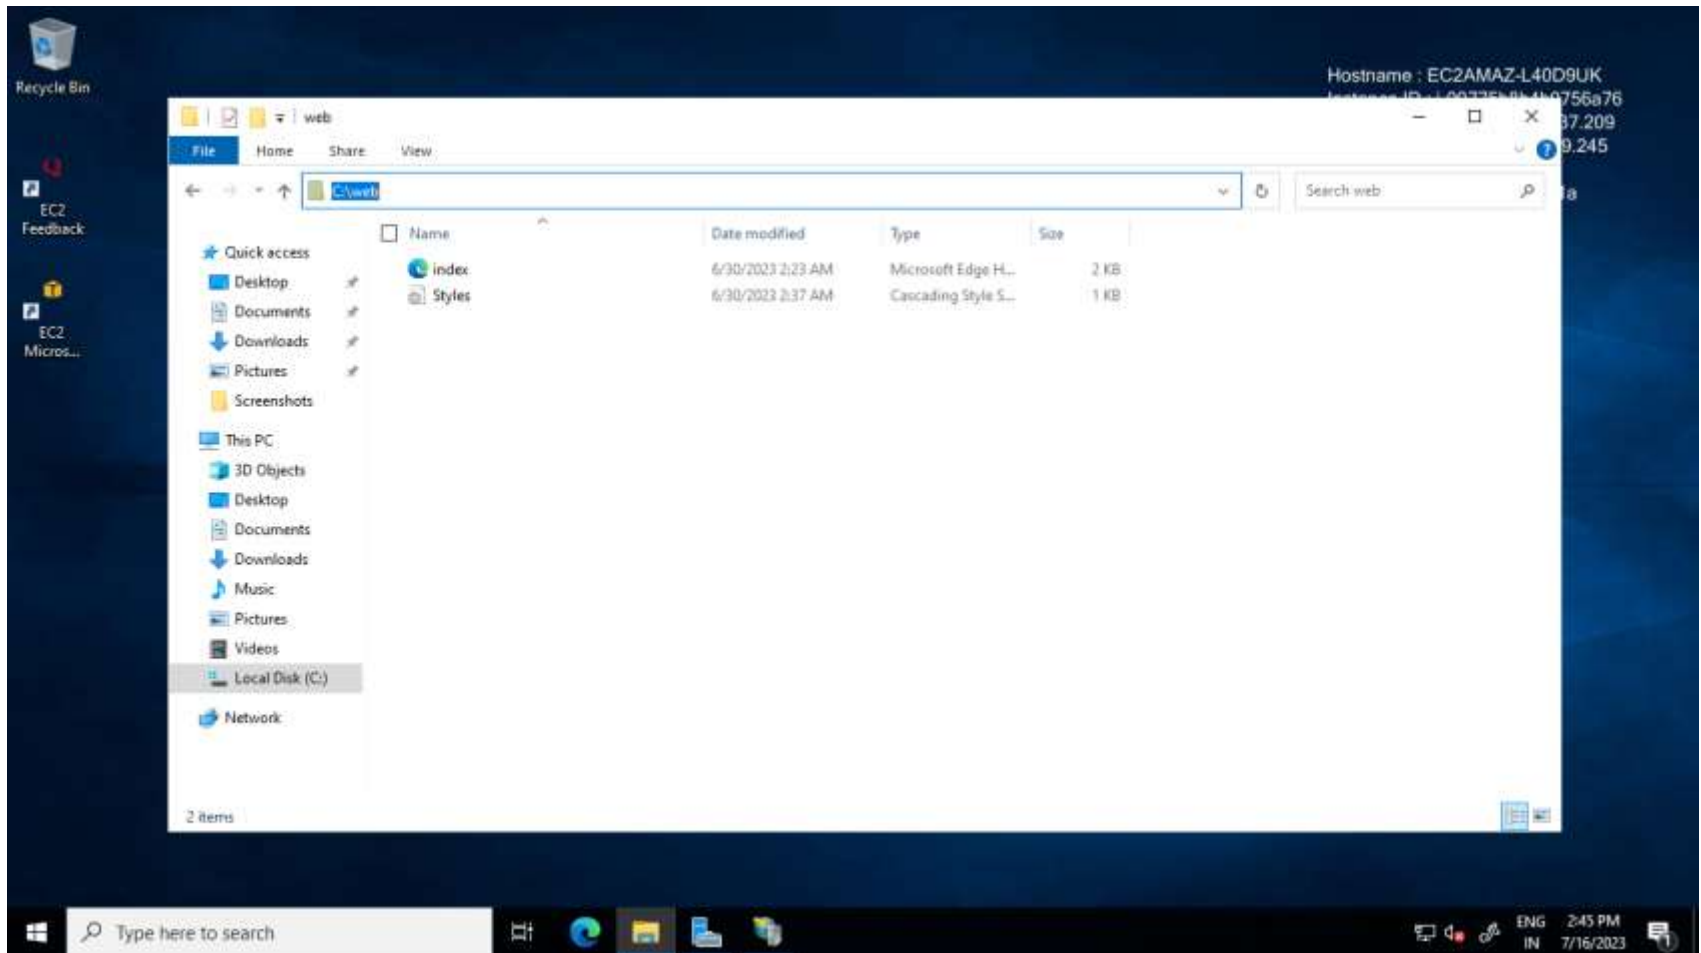 Recycle Bin
EC2
Feedback
EC2
Micros...
Hostname : EC2AMAZ-L40D9UK
756a76
37.209
9.245
web
File Home Share View
C:\web
Search web
Name Date modified Type Size
index 6/30/2023 2:23 AM Microsoft Edge H... 2 KB
Styles 6/30/2023 2:37 AM Cascading Style S... 1 KB
Quick access
Desktop
Documents
Downloads
Pictures
Screenshots
This PC
3D Objects
Desktop
Documents
Downloads
Music
Pictures
Videos
Local Disk (C:)
Network
2 items
Type here to search
ENG
IN
2:45 PM
7/16/2023
1